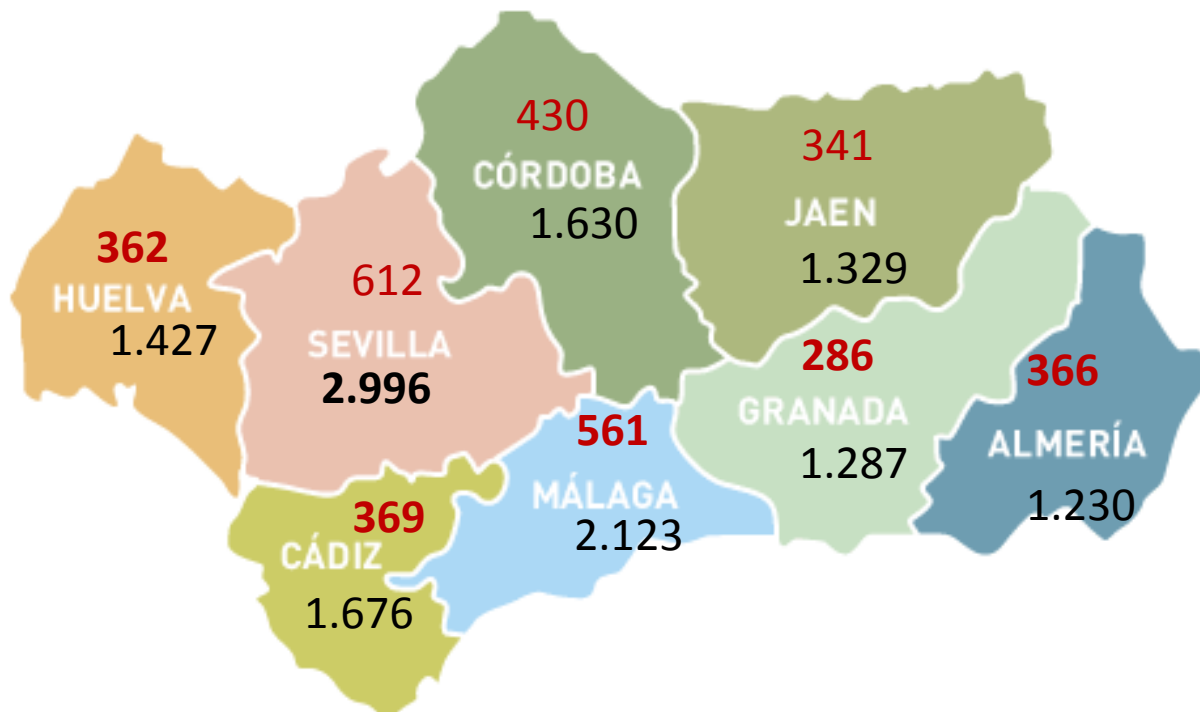 430
CÓRDOBA
1.630
341
JAEN
1.329
362
HUELVA
1.427
612
SEVILLA
2.996
286
GRANADA
1.287
366
ALMERÍA
1.230
561
MÁLAGA
2.123
369
CÁDIZ
1.676